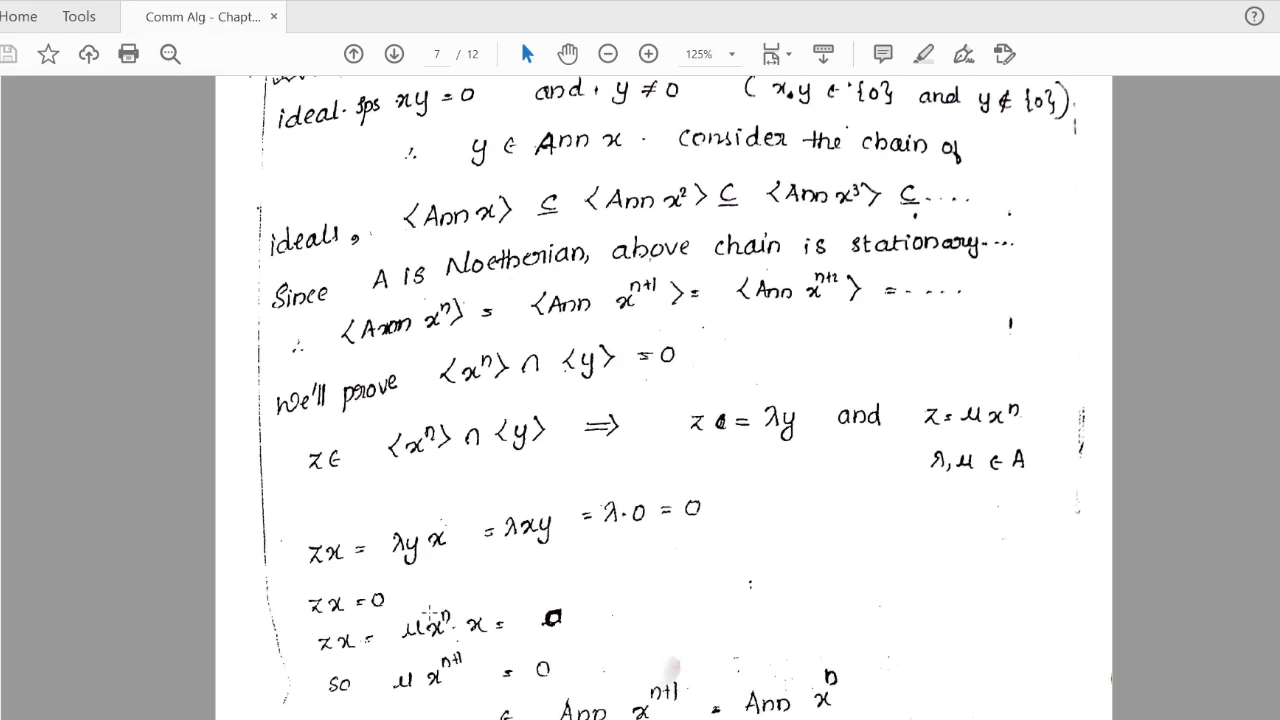 Home Tools Comm Alg - Chapt... ×
7 / 12 125%
ideal. fps xy = 0 and, y ≠ 0 ( x.y ∈ {0} and y ∉ {0}).
∴ y ∈ Ann x . consider the chain of
ideals, ⟨Ann x⟩ ⊆ ⟨Ann x²⟩ ⊆ ⟨Ann x³⟩ ⊆ ....
Since A is Noetherian, above chain is stationary....
∴ ⟨Ann xⁿ⟩ = ⟨Ann xⁿ⁺¹⟩ = ⟨Ann xⁿ⁺²⟩ = .....
We'll prove ⟨xⁿ⟩ ∩ ⟨y⟩ = 0
z ∈ ⟨xⁿ⟩ ∩ ⟨y⟩ ⟹ z = λy and z = μxⁿ
λ, μ ∈ A
zx = λyx = λxy = λ·0 = 0
zx = 0
zx = μxⁿ. x = 0
so μxⁿ⁺¹ = 0
∈ Ann xⁿ⁺¹ = Ann xⁿ